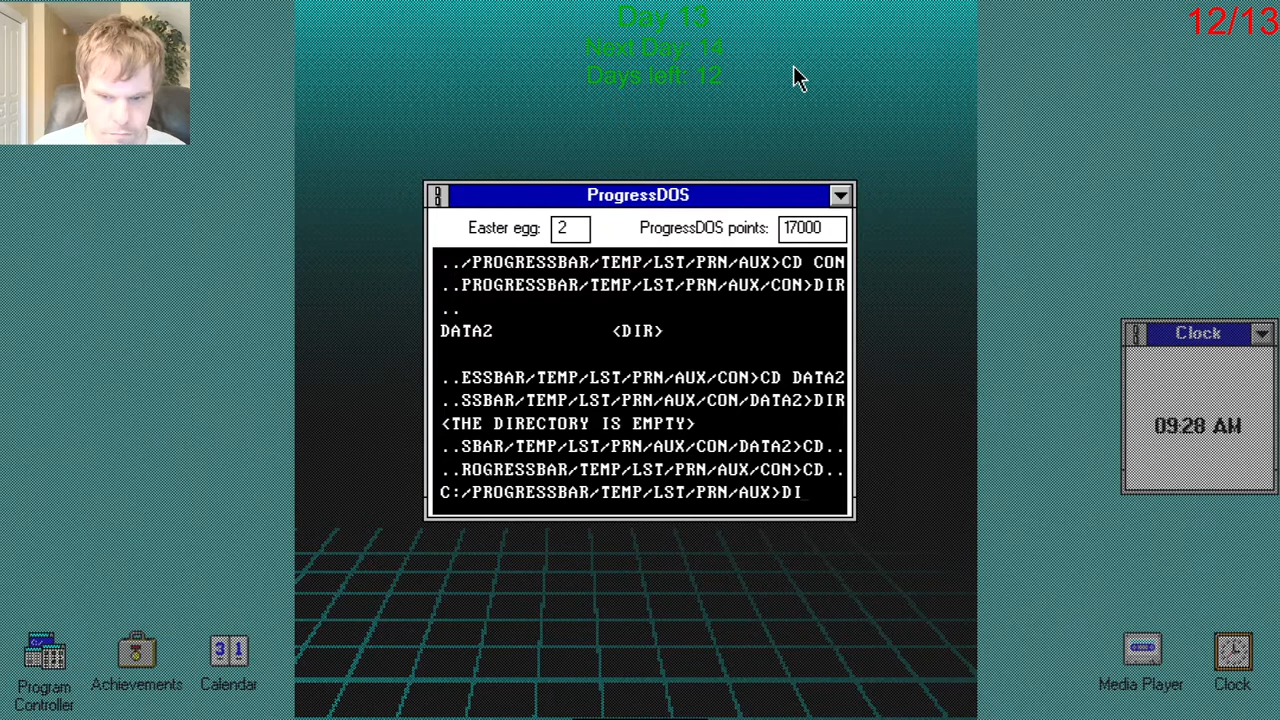 Day 13
Next Day: 14
Days left: 12
12/13
ProgressDOS
Easter egg: 2 ProgressDOS points: 17000
../PROGRESSBAR/TEMP/LST/PRN/AUX>CD CON
..PROGRESSBAR/TEMP/LST/PRN/AUX/CON>DIR
..
DATA2 <DIR>
..ESSBAR/TEMP/LST/PRN/AUX/CON>CD DATA2
..SSBAR/TEMP/LST/PRN/AUX/CON/DATA2>DIR
<THE DIRECTORY IS EMPTY>
..SBAR/TEMP/LST/PRN/AUX/CON/DATA2>CD..
..ROGRESSBAR/TEMP/LST/PRN/AUX/CON>CD..
C:/PROGRESSBAR/TEMP/LST/PRN/AUX>DI_
Clock
09:28 AM
Program
Controller
Achievements
31
Calendar
Media Player
Clock